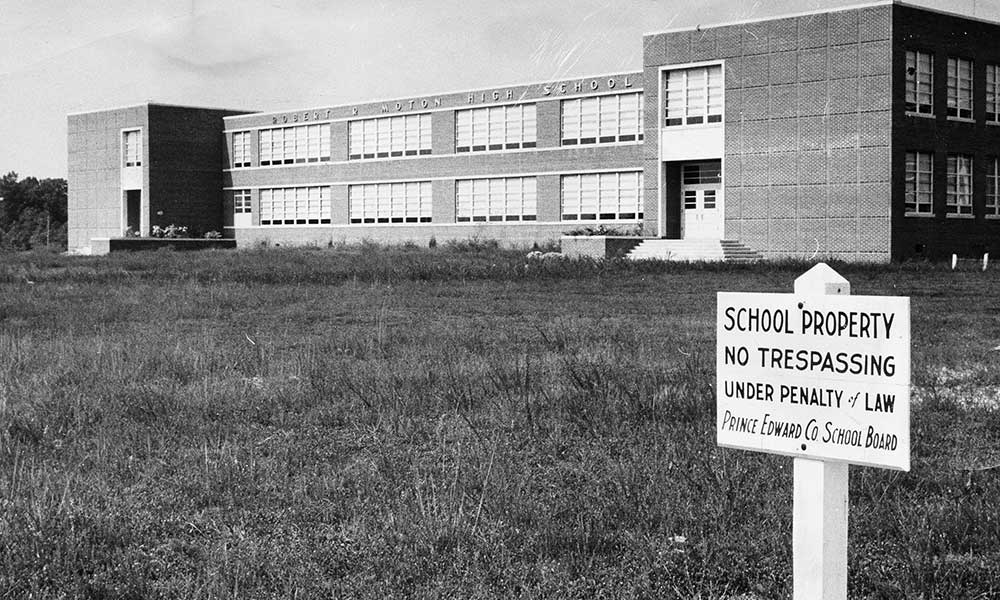 ROBERT R MOTON HIGH SCHOOL
SCHOOL PROPERTY
NO TRESPASSING
UNDER PENALTY of LAW
PRINCE EDWARD CO SCHOOL BOARD